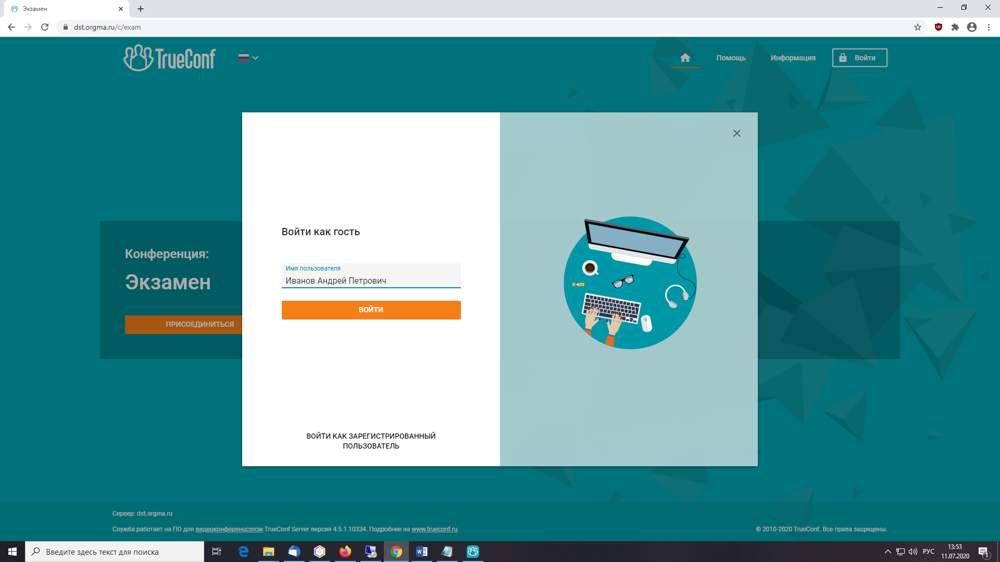 Экзамен
dst.orgma.ru/c/exam
TrueConf
Помощь
Информация
Войти
Конференция:
Экзамен
ПРИСОЕДИНИТЬСЯ
Войти как гость
Имя пользователя
Иванов Андрей Петрович
ВОЙТИ
ВОЙТИ КАК ЗАРЕГИСТРИРОВАННЫЙ
ПОЛЬЗОВАТЕЛЬ
Сервер: dst.orgma.ru
Служба работает на ПО для видеоконференцсвязи TrueConf Server версия 4.5.1.10334. Подробнее на www.trueconf.ru.
© 2010-2020 TrueConf. Все права защищены.
Введите здесь текст для поиска
РУС
13:53
11.07.2020
1